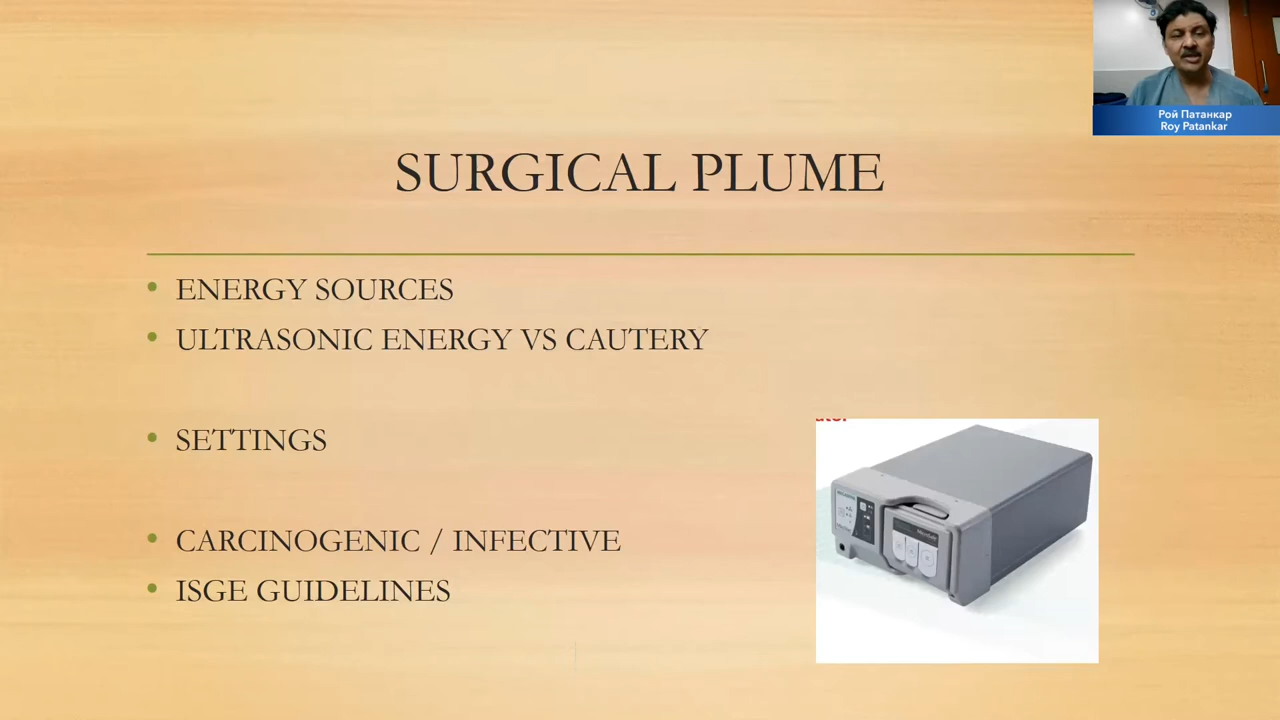 Рой Патанкар
Roy Patankar
SURGICAL PLUME
• ENERGY SOURCES
• ULTRASONIC ENERGY VS CAUTERY
• SETTINGS
• CARCINOGENIC / INFECTIVE
• ISGE GUIDELINES